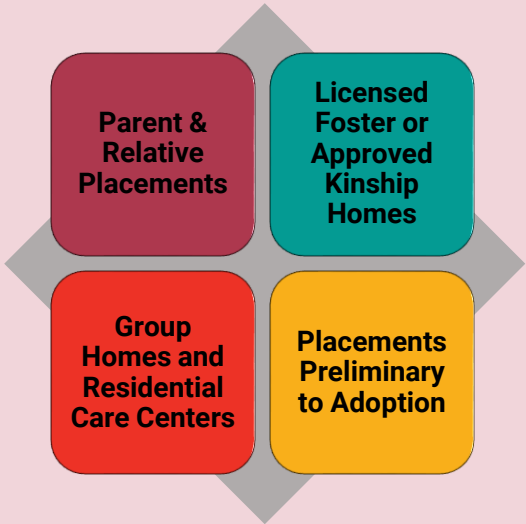 Parent &
Relative
Placements
Licensed
Foster or
Approved
Kinship
Homes
Group
Homes and
Residential
Care Centers
Placements
Preliminary
to Adoption